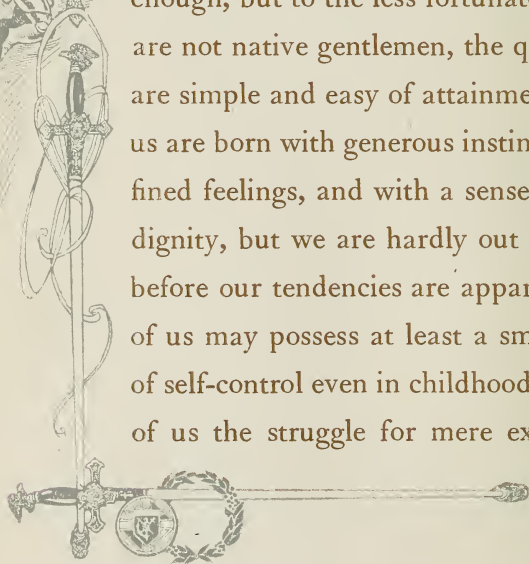 enough, but to the less fortunate
are not native gentlemen, the q
are simple and easy of attainme
us are born with generous instin
fined feelings, and with a sense
dignity, but we are hardly out
before our tendencies are appar
of us may possess at least a sm
of self-control even in childhood
of us the struggle for mere ex